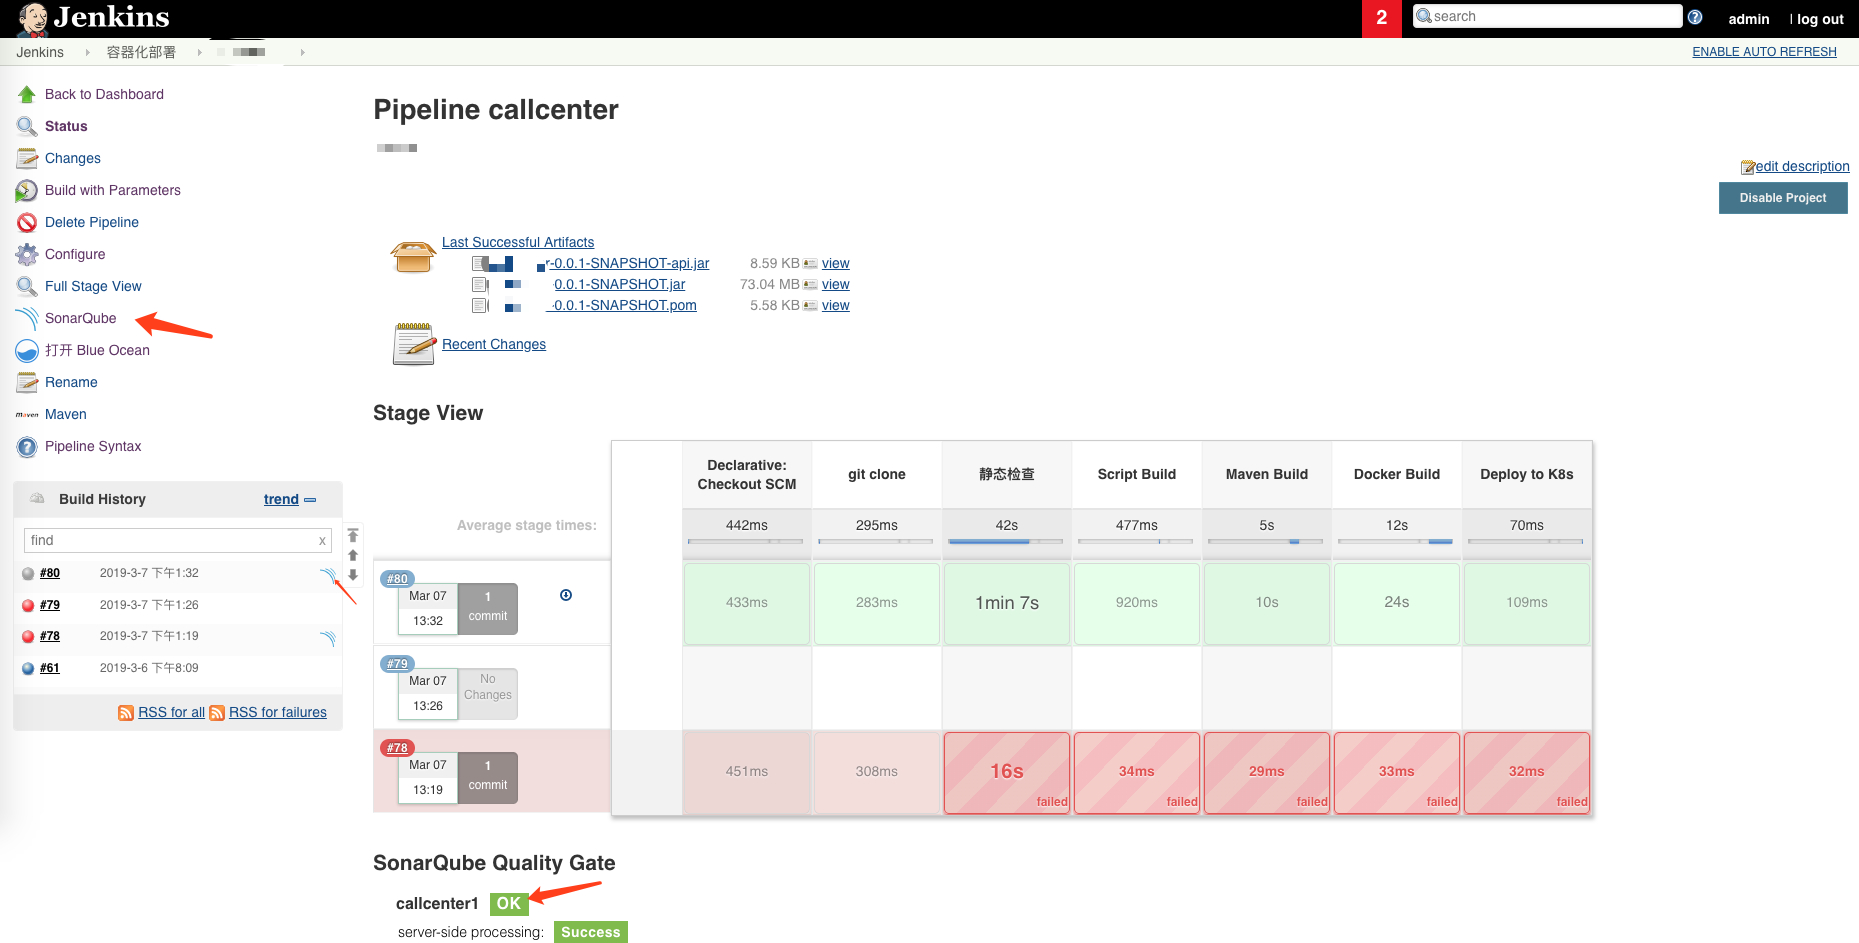 Jenkins
2
search
admin
| log out
Jenkins
容器化部署
ENABLE AUTO REFRESH
Back to Dashboard
Status
Changes
Build with Parameters
Delete Pipeline
Configure
Full Stage View
SonarQube
打开 Blue Ocean
Rename
Maven
Pipeline Syntax
Build History
trend
find
x
#80 2019-3-7 下午1:32
#79 2019-3-7 下午1:26
#78 2019-3-7 下午1:19
#61 2019-3-6 下午8:09
RSS for all RSS for failures
Pipeline callcenter
edit description
Disable Project
Last Successful Artifacts
r-0.0.1-SNAPSHOT-api.jar 8.59 KB view
-0.0.1-SNAPSHOT.jar 73.04 MB view
-0.0.1-SNAPSHOT.pom 5.58 KB view
Recent Changes
Stage View
Declarative: Checkout SCM
git clone
静态检查
Script Build
Maven Build
Docker Build
Deploy to K8s
Average stage times:
442ms 295ms 42s 477ms 5s 12s 70ms
#80
Mar 07
13:32
1
commit
433ms 283ms 1min 7s 920ms 10s 24s 109ms
#79
Mar 07
13:26
No
Changes
#78
Mar 07
13:19
1
commit
451ms 308ms 16s 34ms 29ms 33ms 32ms
failed failed failed failed failed
SonarQube Quality Gate
callcenter1 OK
server-side processing: Success